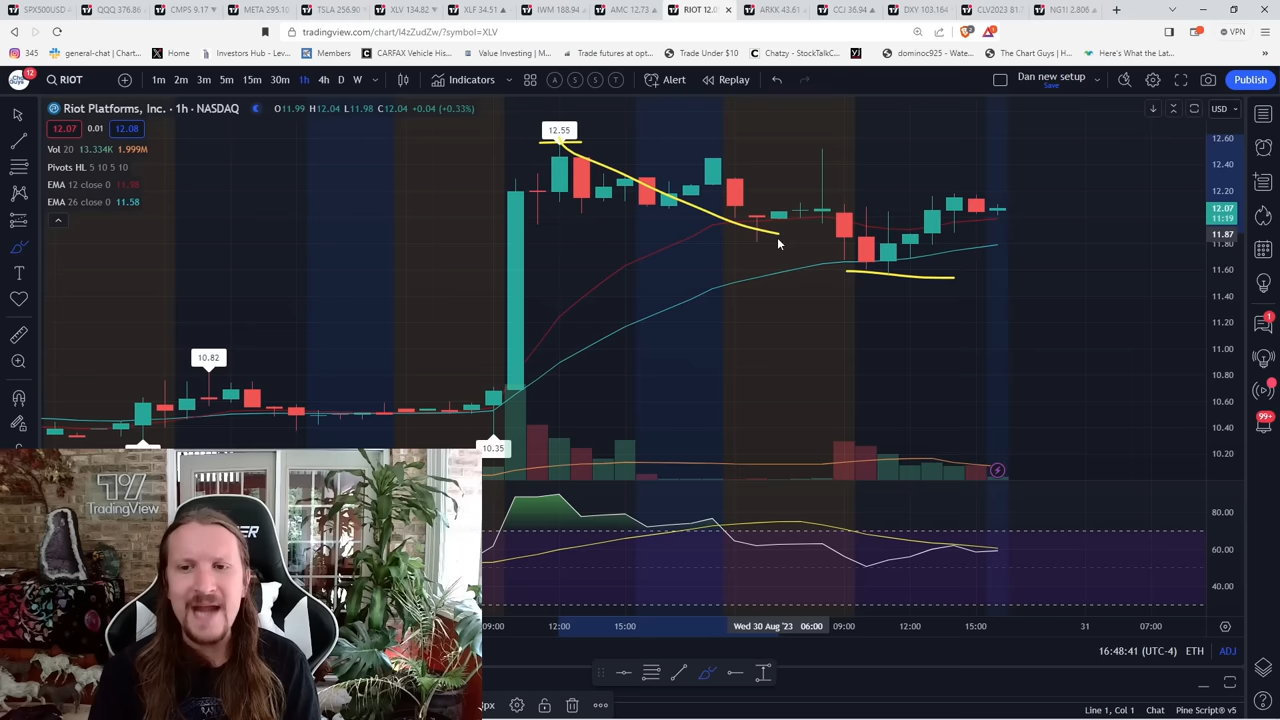 SPX500USD
QQQ 376.86
CMPS 9.17
META 295.10
TSLA 256.90
XLV 134.82
XLF 34.51
IWM 188.94
AMC 12.73
RIOT 12.0
ARKK 43.61
CCJ 36.94
DXY 103.164
CLV2023 81.
NG1! 2.806
tradingview.com/chart/l4zZudZw/?symbol=XLV
VPN
345
general-chat | Chart...
Home
Investors Hub - Lev...
Members
CARFAX Vehicle His...
Value Investing | M...
Trade futures at opt...
Trade Under $10
Chatzy - StockTalkC...
dominoc925 - Wate...
The Chart Guys | H...
Here's What the Lat...
12
RIOT
1m 2m 3m 5m 15m 30m 1h 4h D W
Indicators
A S L S T
Alert
Replay
Dan new setup
Save
Publish
Riot Platforms, Inc. · 1h · NASDAQ
O11.99 H12.04 L11.98 C12.04 +0.04 (+0.33%)
USD
12.07 0.01 12.08
Vol 20 13.334K 1.999M
Pivots HL 5 10 5 10
EMA 12 close 0
EMA 26 close 0 11.58
12.55
10.82
10.35
12.60
12.40
12.20
12.07
11:19
11.87
11.80
11.60
11.40
11.20
11.00
10.80
10.60
10.40
10.20
80.00
60.00
40.00
1
99+
09:00
12:00
15:00
Wed 30 Aug '23 06:00
09:00
12:00
15:00
31
07:00
16:48:41 (UTC-4)
ETH
ADJ
TradingView
Line 1, Col 1
Chat
Pine Script® v5